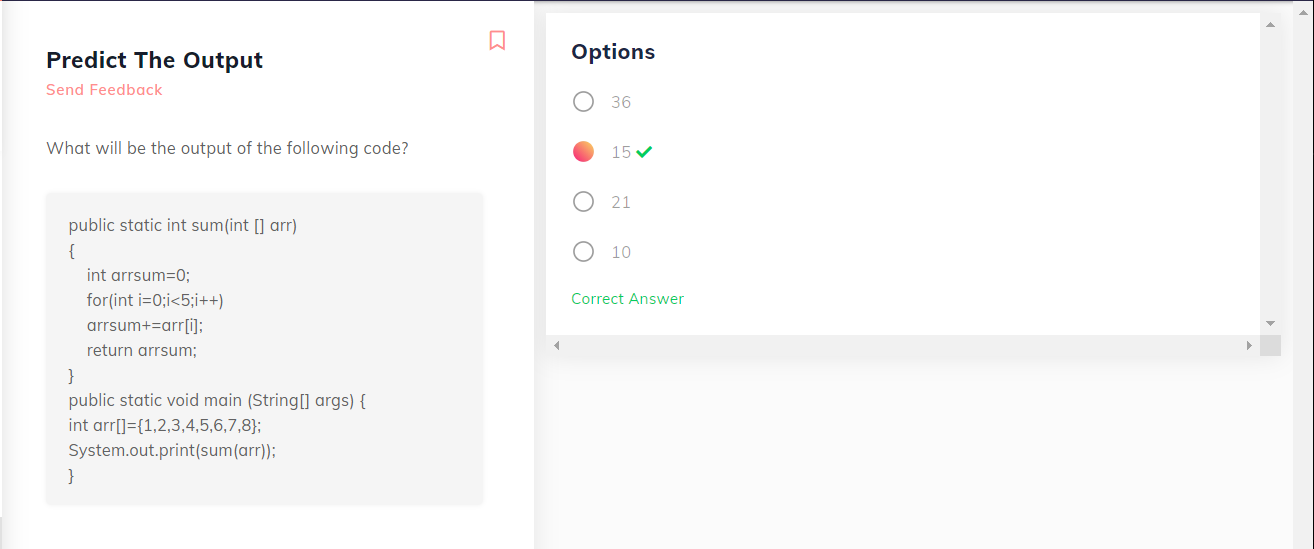 Predict The Output
Send Feedback
What will be the output of the following code?
public static int sum(int [] arr)
{
int arrsum=0;
for(int i=0;i<5;i++)
arrsum+=arr[i];
return arrsum;
}
public static void main (String[] args) {
int arr[]={1,2,3,4,5,6,7,8};
System.out.print(sum(arr));
}
Options
36
15
21
10
Correct Answer